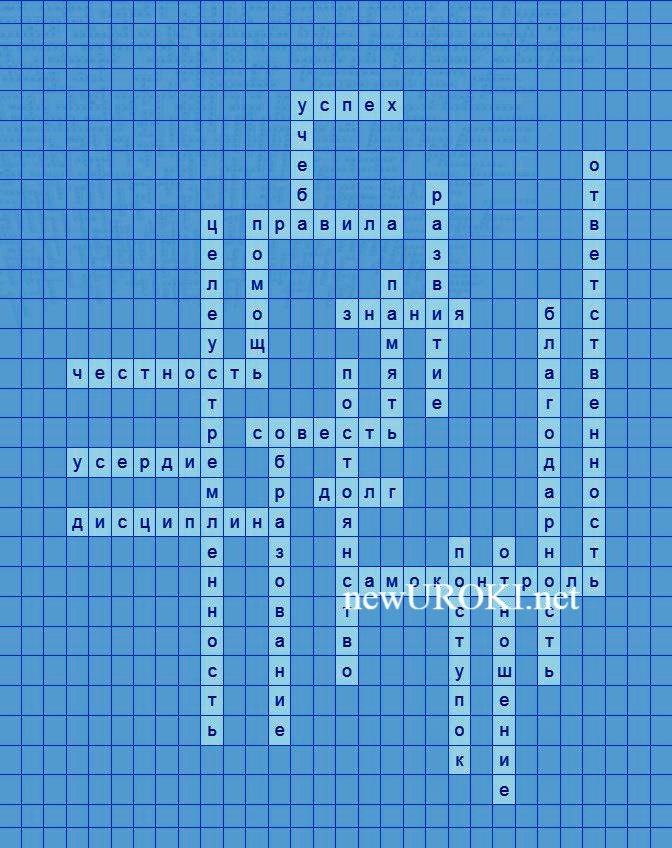 успех
учеба
ответственность
развитие
целеустремленность
помощь
правила
память
знания
благодарность
честность
постоянство
совесть
образование
усердие
долг
дисциплина
поступок
отношение
самоконтроль
newUROKI.net